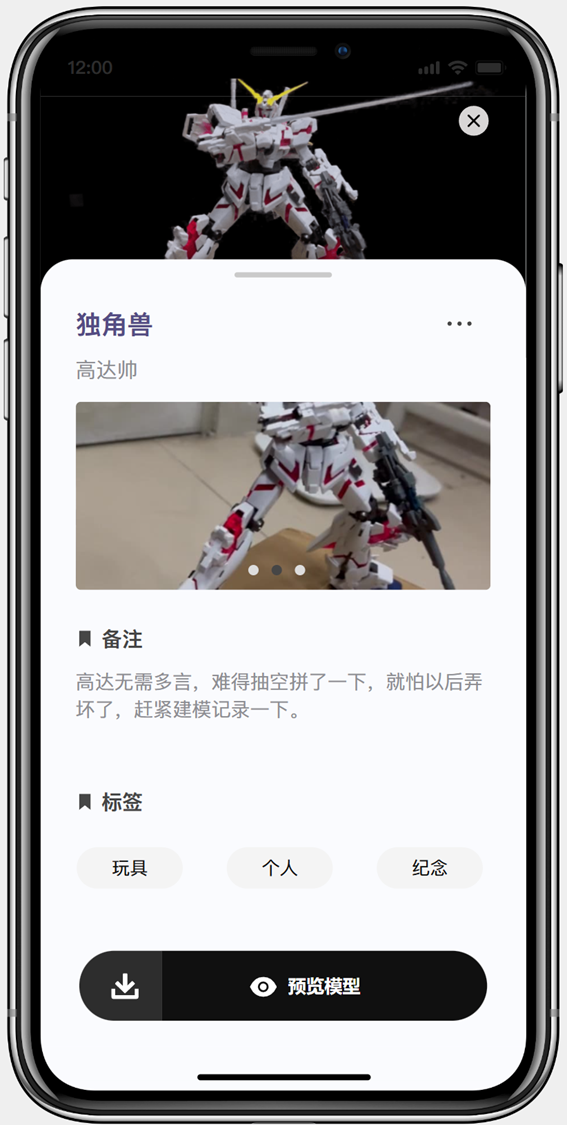 12:00
独角兽
高达帅
备注
高达无需多言，难得抽空拼了一下，就怕以后弄
坏了，赶紧建模记录一下。
标签
玩具
个人
纪念
预览模型